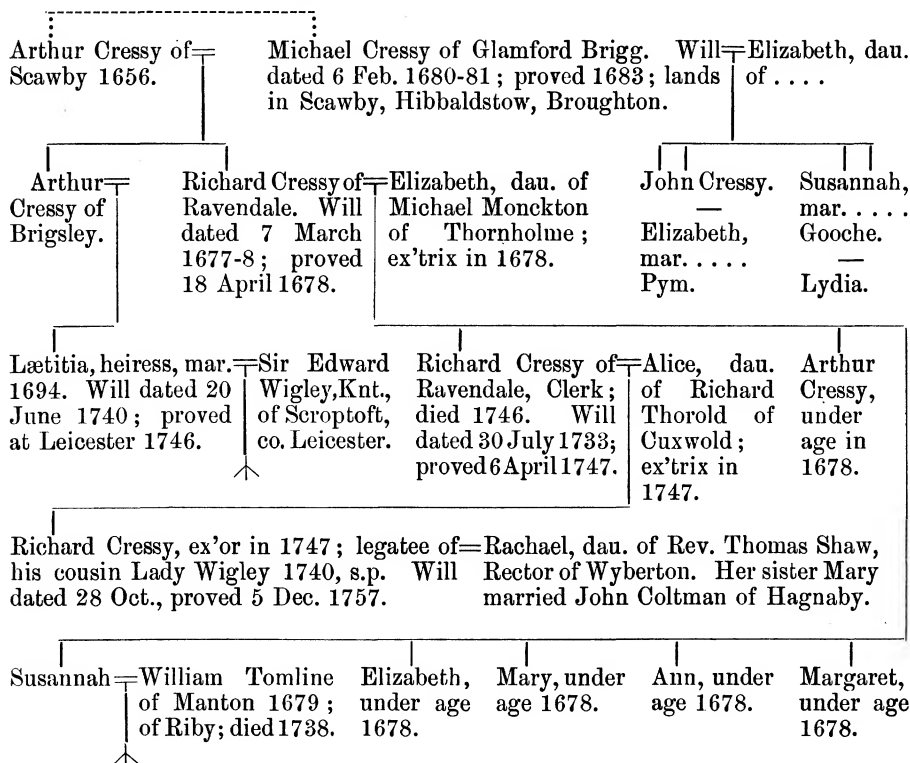 Arthur Cressy of
Scawby 1656.
Michael Cressy of Glamford Brigg. Will
dated 6 Feb. 1680-81; proved 1683; lands
in Scawby, Hibbaldstow, Broughton.
Elizabeth, dau.
of . . . .
Arthur
Cressy of
Brigsley.
Richard Cressy of
Ravendale. Will
dated 7 March
1677-8; proved
18 April 1678.
Elizabeth, dau. of
Michael Monckton
of Thornholme;
ex'trix in 1678.
John Cressy.
—
Elizabeth,
mar. . . . .
Pym.
Susannah,
mar. . . . .
Gooche.
—
Lydia.
Lætitia, heiress, mar.
1694. Will dated 20
June 1740; proved
at Leicester 1746.
Sir Edward
Wigley, Knt.,
of Scroptoft,
co. Leicester.
Richard Cressy of
Ravendale, Clerk;
died 1746. Will
dated 30 July 1733;
proved 6 April 1747.
Alice, dau.
of Richard
Thorold of
Cuxwold;
ex'trix in
1747.
Arthur
Cressy,
under
age in
1678.
Richard Cressy, ex'or in 1747; legatee of
his cousin Lady Wigley 1740, s.p. Will
dated 28 Oct., proved 5 Dec. 1757.
Rachael, dau. of Rev. Thomas Shaw,
Rector of Wyberton. Her sister Mary
married John Coltman of Hagnaby.
Susannah
William Tomline
of Manton 1679;
of Riby; died 1738.
Elizabeth,
under age
1678.
Mary, under
age 1678.
Ann, under
age 1678.
Margaret,
under age
1678.